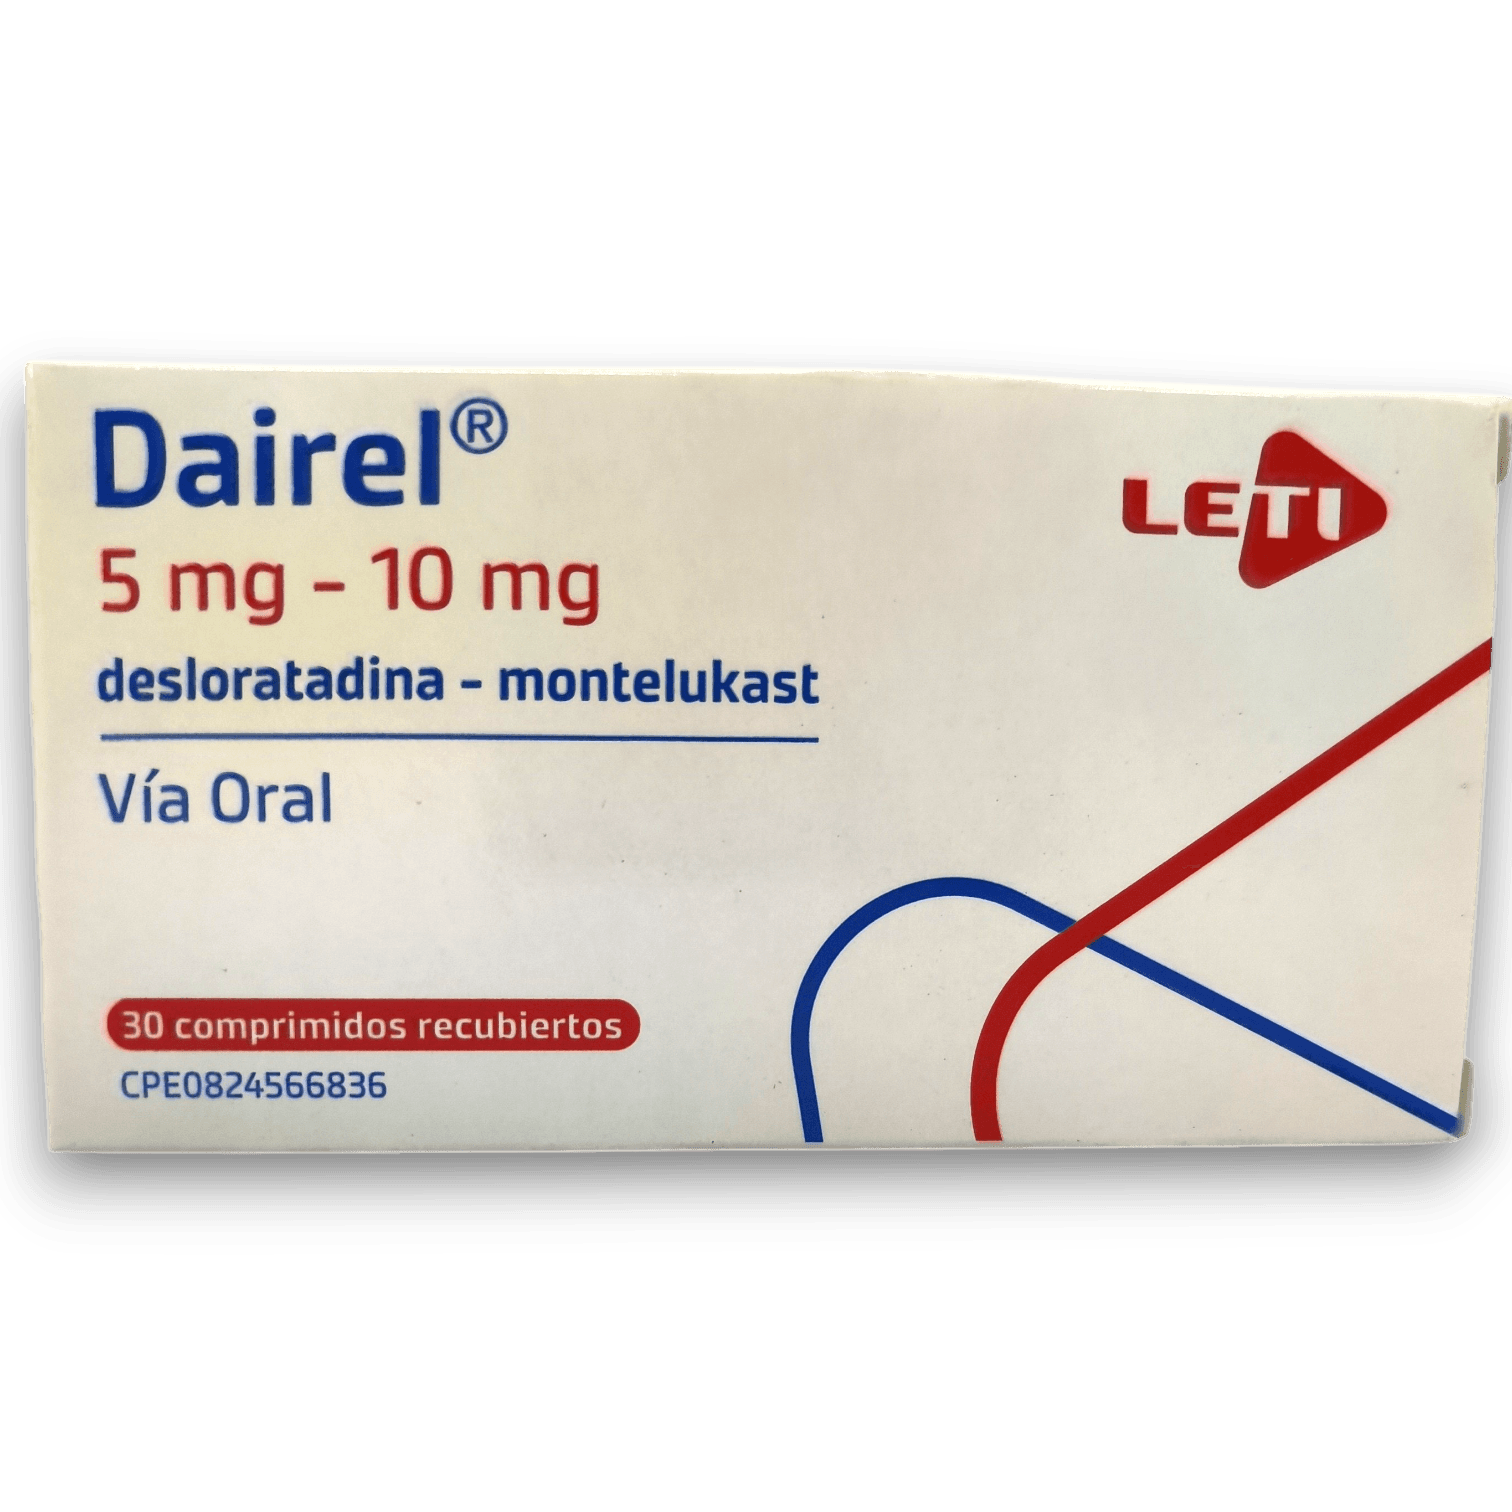 Dairel®
LETI
5 mg - 10 mg
desloratadina - montelukast
Vía Oral
30 comprimidos recubiertos
CPE0824566836